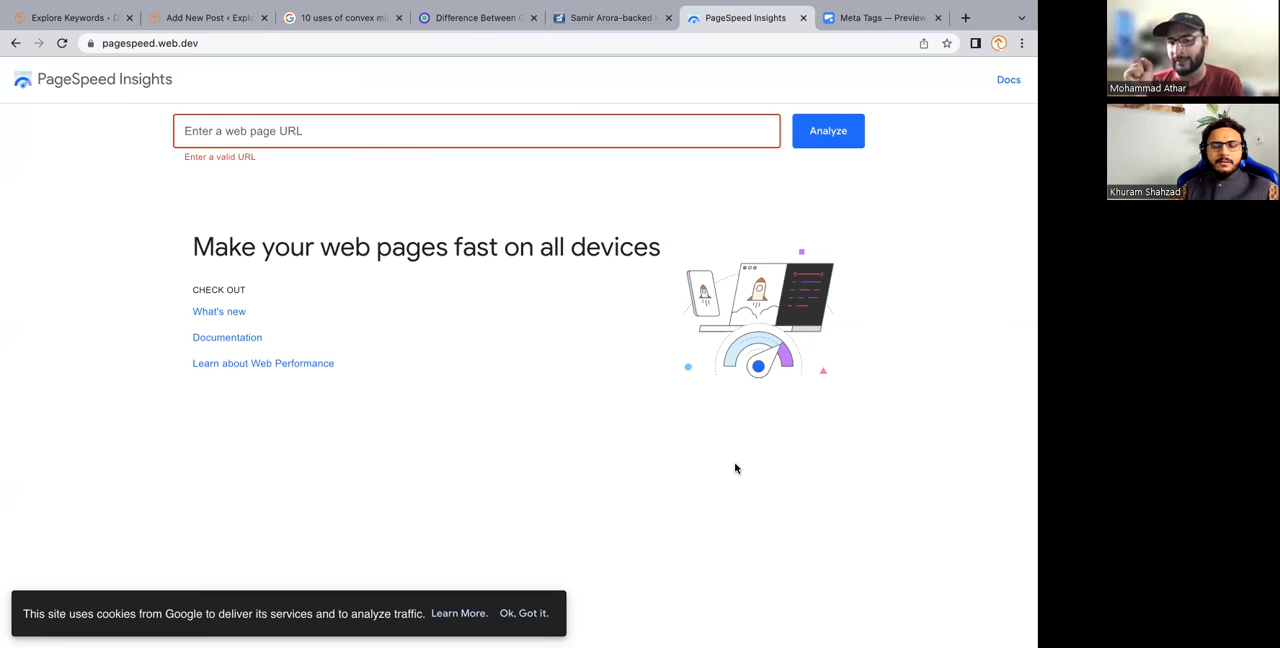 Explore Keywords • D
Add New Post ‹ Explo
10 uses of convex mi
Difference Between C
Samir Arora-backed
PageSpeed Insights
Meta Tags — Preview,
pagespeed.web.dev
PageSpeed Insights
Docs
Enter a web page URL
Analyze
Enter a valid URL
Make your web pages fast on all devices
CHECK OUT
What's new
Documentation
Learn about Web Performance
This site uses cookies from Google to deliver its services and to analyze traffic. Learn More. Ok, Got it.
Mohammad Athar
Khuram Shahzad